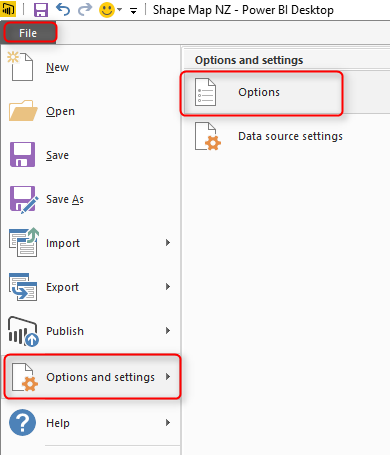 Shape Map NZ - Power BI Desktop
File
New
Open
Save
Save As
Import
Export
Publish
Options and settings
Help
Options and settings
Options
Data source settings